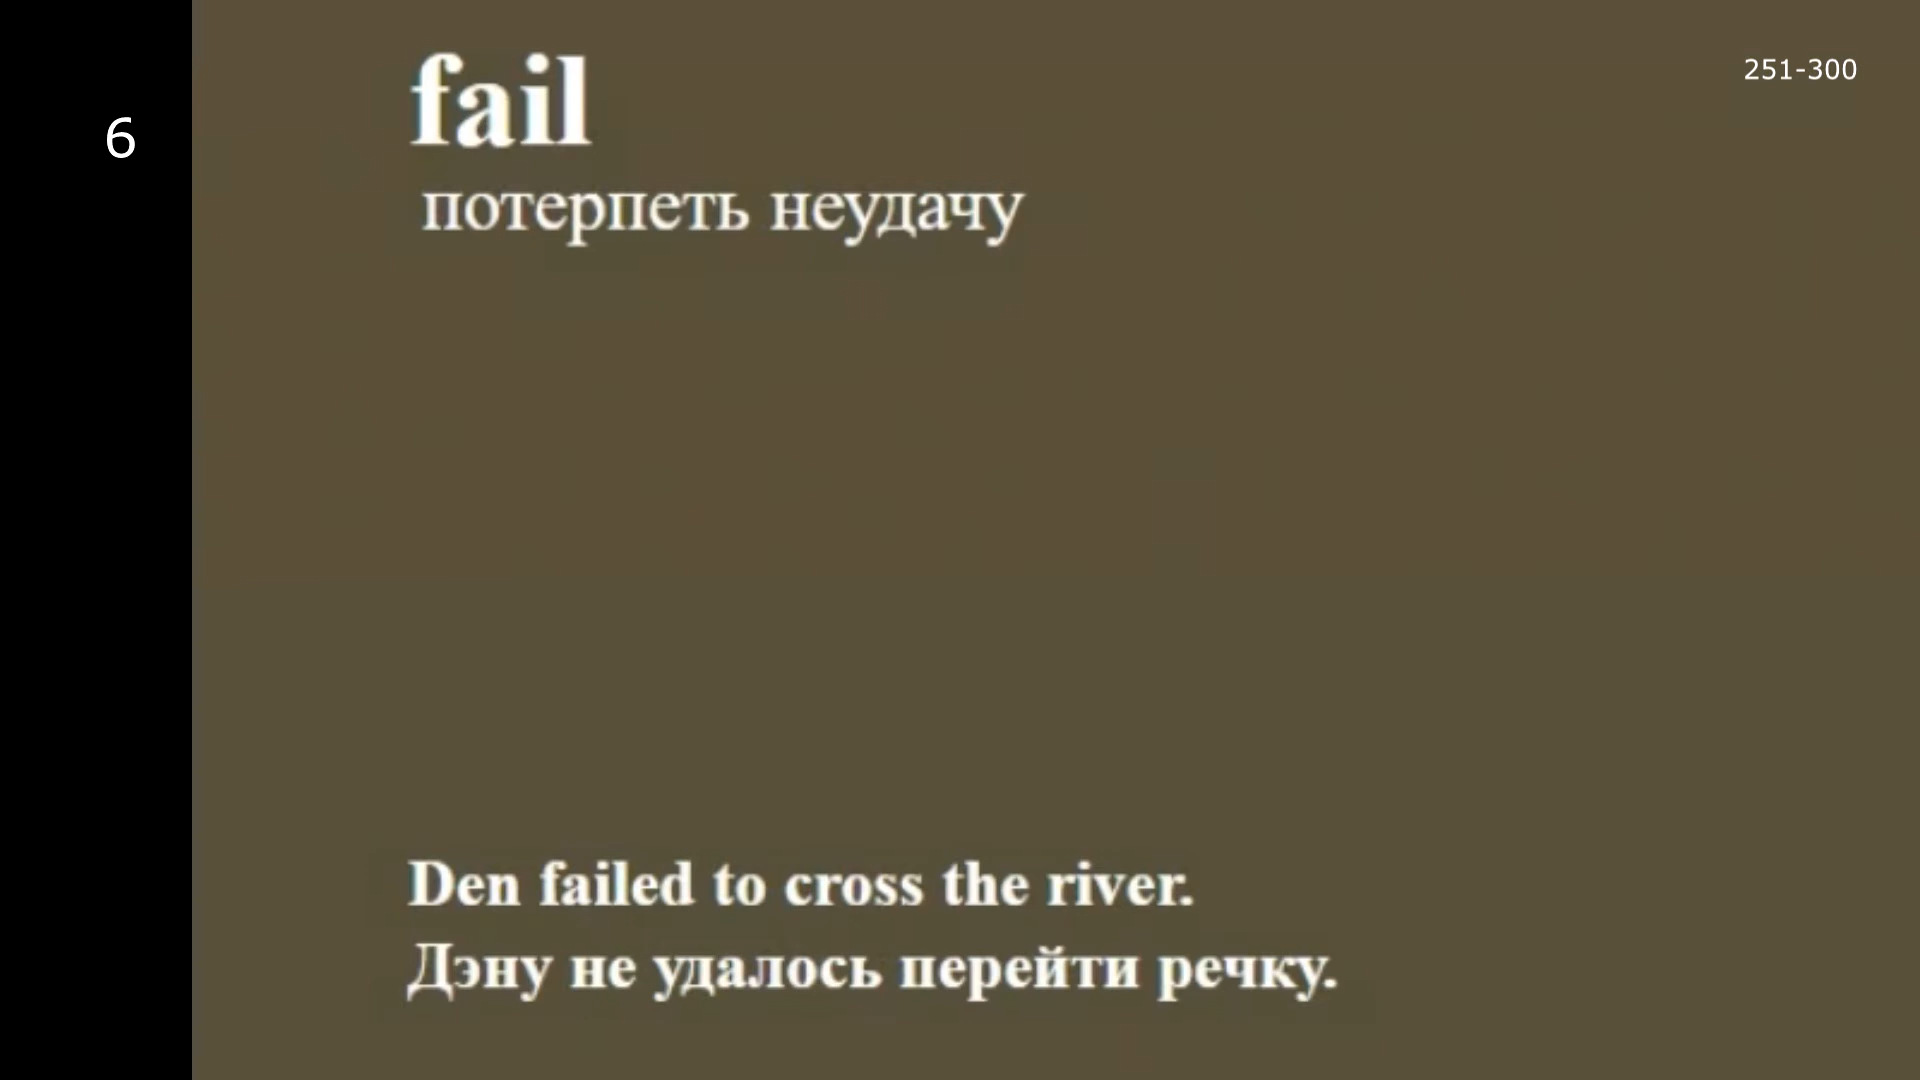 fail
251-300
6
потерпеть неудачу
Den failed to cross the river.
Дэну не удалось перейти речку.